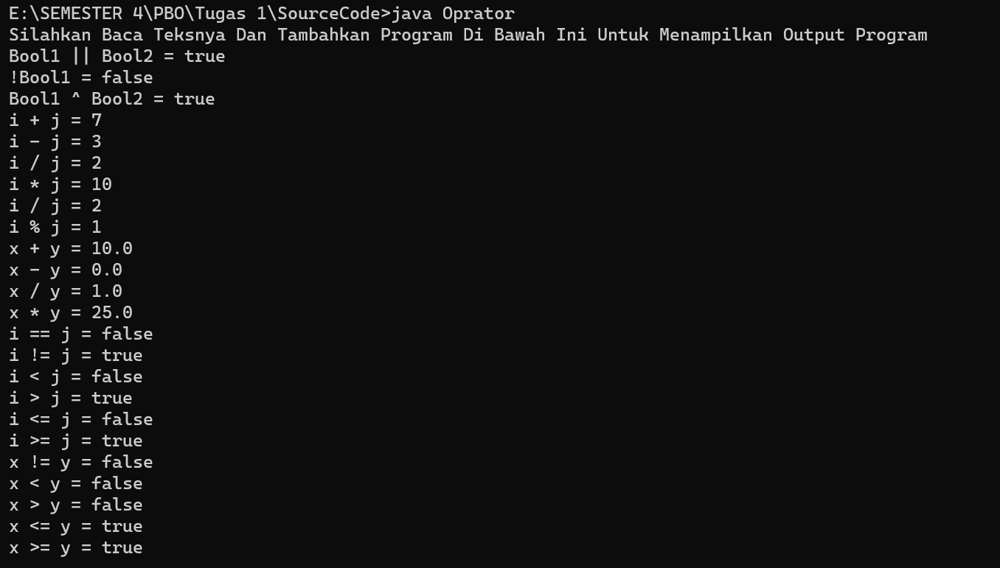 E:\SEMESTER 4\PBO\Tugas 1\SourceCode>java Oprator
Silahkan Baca Teksnya Dan Tambahkan Program Di Bawah Ini Untuk Menampilkan Output Program
Bool1 || Bool2 = true
!Bool1 = false
Bool1 ^ Bool2 = true
i + j = 7
i - j = 3
i / j = 2
i * j = 10
i / j = 2
i % j = 1
x + y = 10.0
x - y = 0.0
x / y = 1.0
x * y = 25.0
i == j = false
i != j = true
i < j = false
i > j = true
i <= j = false
i >= j = true
x != y = false
x < y = false
x > y = false
x <= y = true
x >= y = true